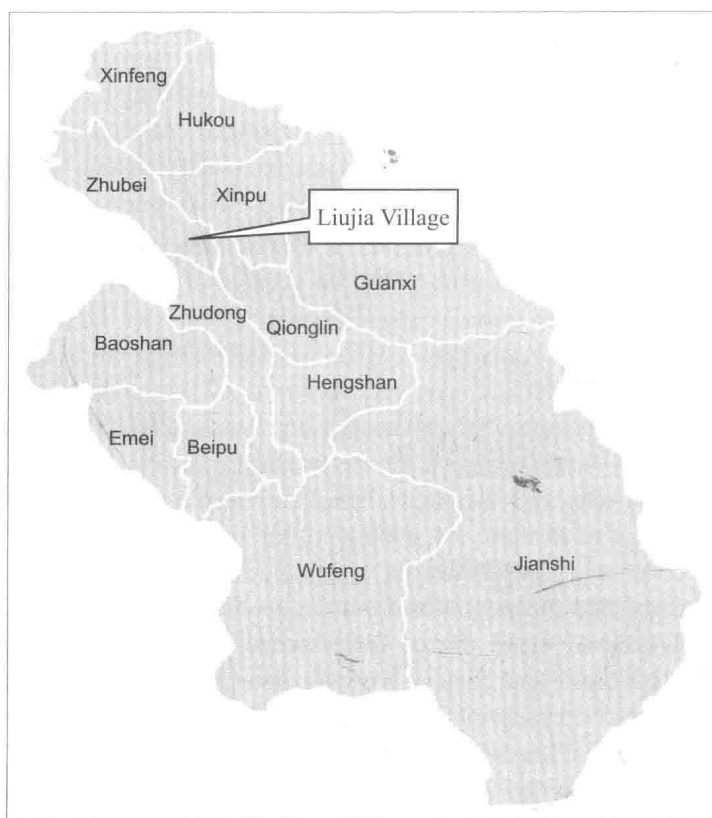 Xinfeng
Hukou
Zhubei
Xinpu
Liujia Village
Guanxi
Zhudong
Qionglin
Baoshan
Hengshan
Emei
Beipu
Wufeng
Jianshi